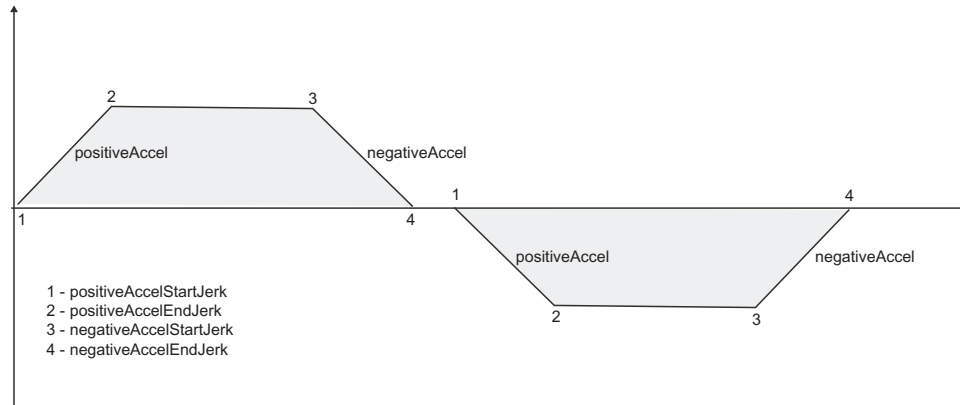 2
3
positiveAccel
negativeAccel
1
4
1
4
positiveAccel
negativeAccel
2
3
1 - positiveAccelStartJerk
2 - positiveAccelEndJerk
3 - negativeAccelStartJerk
4 - negativeAccelEndJerk